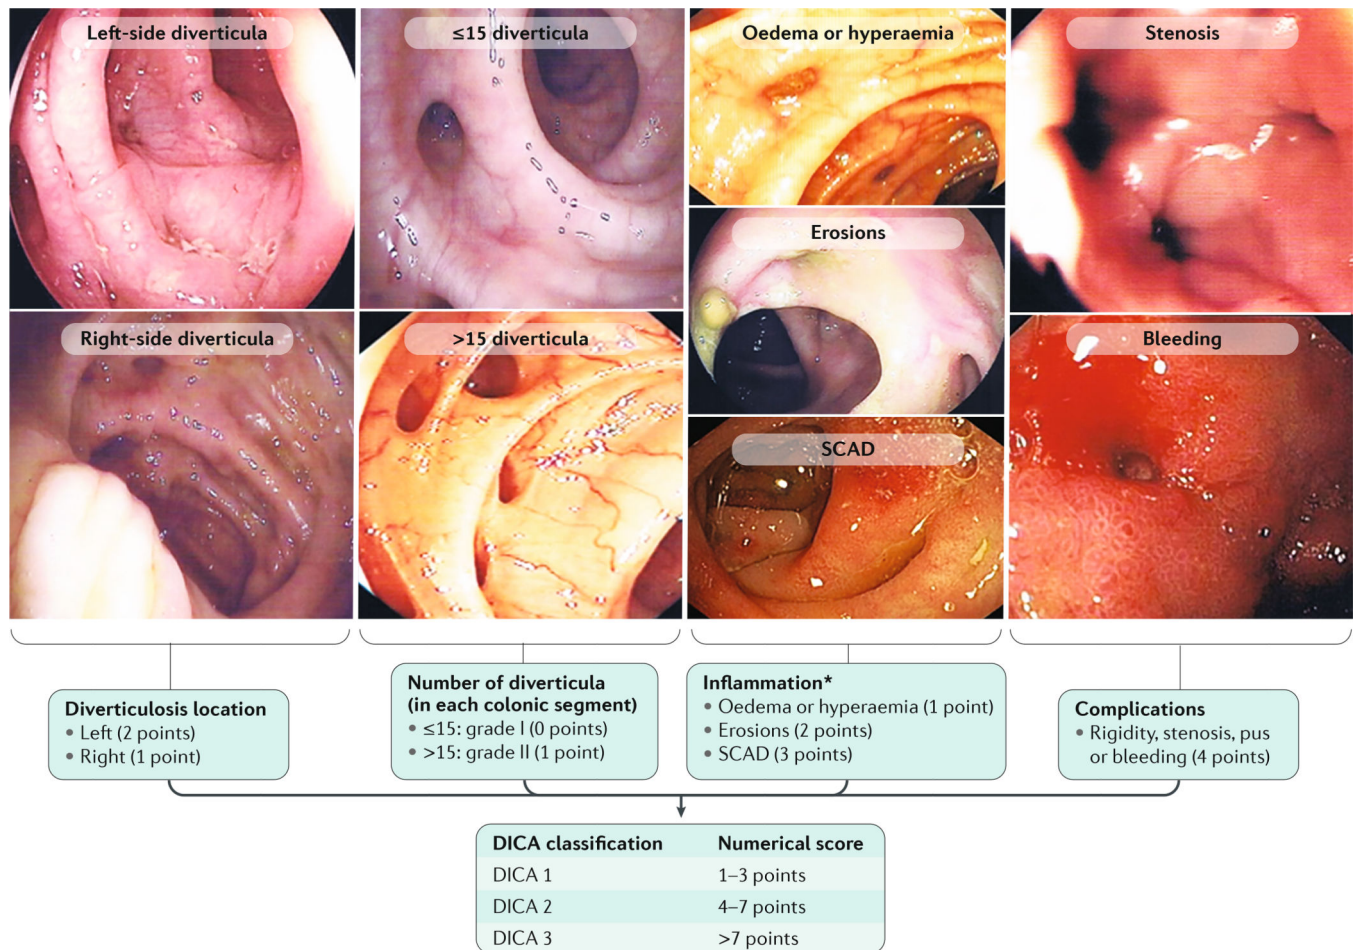 Left-side diverticula
≤15 diverticula
Oedema or hyperaemia
Stenosis
Erosions
Right-side diverticula
>15 diverticula
Bleeding
SCAD
Diverticulosis location
• Left (2 points)
• Right (1 point)
Number of diverticula
(in each colonic segment)
• ≤15: grade I (0 points)
• >15: grade II (1 point)
Inflammation*
• Oedema or hyperaemia (1 point)
• Erosions (2 points)
• SCAD (3 points)
Complications
• Rigidity, stenosis, pus
or bleeding (4 points)
DICA classification Numerical score
DICA 1 1–3 points
DICA 2 4–7 points
DICA 3 >7 points